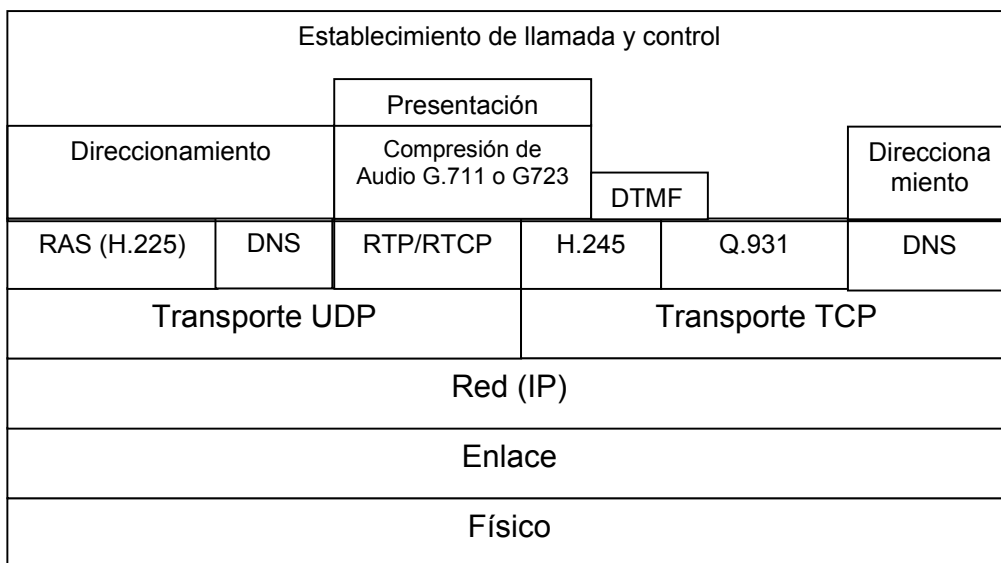 Establecimiento de llamada y control
Presentación
Direccionamiento
Compresión de
Audio G.711 o G723
DTMF
Direcciona
miento
RAS (H.225)
DNS
RTP/RTCP
H.245
Q.931
DNS
Transporte UDP
Transporte TCP
Red (IP)
Enlace
Físico